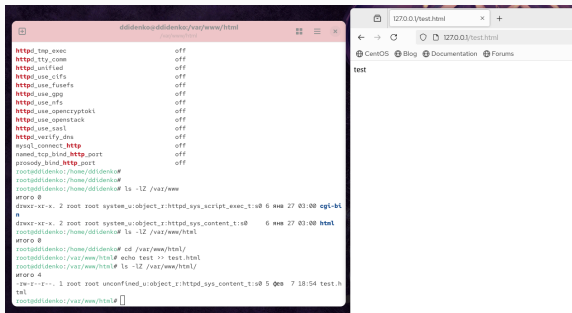 ddidenko@ddidenko:/var/www/html
/var/www/html
httpd_tmp_exec off
httpd_tty_comm off
httpd_unified off
httpd_use_cifs off
httpd_use_fusefs off
httpd_use_gpg off
httpd_use_nfs off
httpd_use_opencryptoki off
httpd_use_openstack off
httpd_use_sasl off
httpd_verify_dns off
mysql_connect_http off
named_tcp_bind_http_port off
prosody_bind_http_port off
root@ddidenko:/home/ddidenko#
root@ddidenko:/home/ddidenko#
root@ddidenko:/home/ddidenko# ls -lZ /var/www
итого 0
drwxr-xr-x. 2 root root system_u:object_r:httpd_sys_script_exec_t:s0 6 янв 27 03:00 cgi-bi
n
drwxr-xr-x. 2 root root system_u:object_r:httpd_sys_content_t:s0 6 янв 27 03:00 html
root@ddidenko:/home/ddidenko# ls -lZ /var/www/html
итого 0
root@ddidenko:/home/ddidenko# cd /var/www/html/
root@ddidenko:/var/www/html# echo test >> test.html
root@ddidenko:/var/www/html# ls -lZ /var/www/html/
итого 4
-rw-r--r--. 1 root root unconfined_u:object_r:httpd_sys_content_t:s0 5 фев 7 18:54 test.h
tml
root@ddidenko:/var/www/html#
127.0.0.1/test.html
127.0.0.1/test.html
CentOS Blog Documentation Forums
test